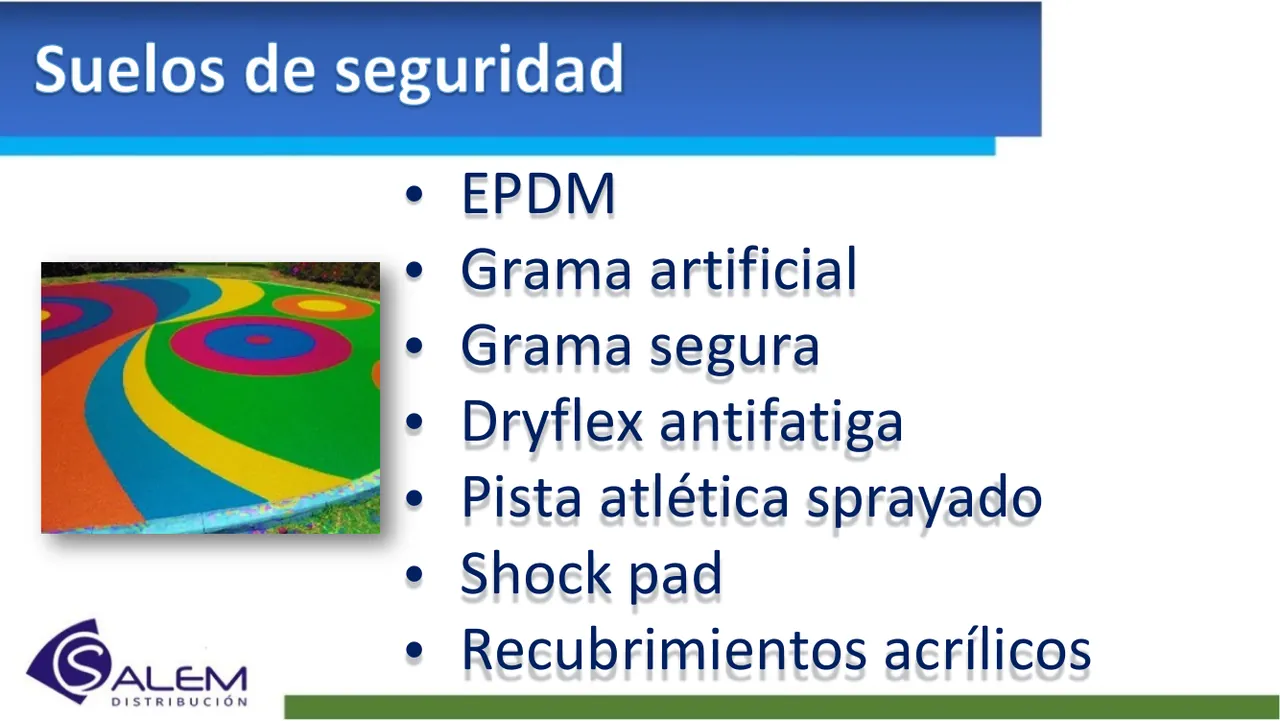 Suelos de seguridad
• EPDM
• Grama artificial
• Grama segura
• Dryflex antifatiga
• Pista atlética sprayado
• Shock pad
• Recubrimientos acrílicos
SALEM
DISTRIBUCIÓN